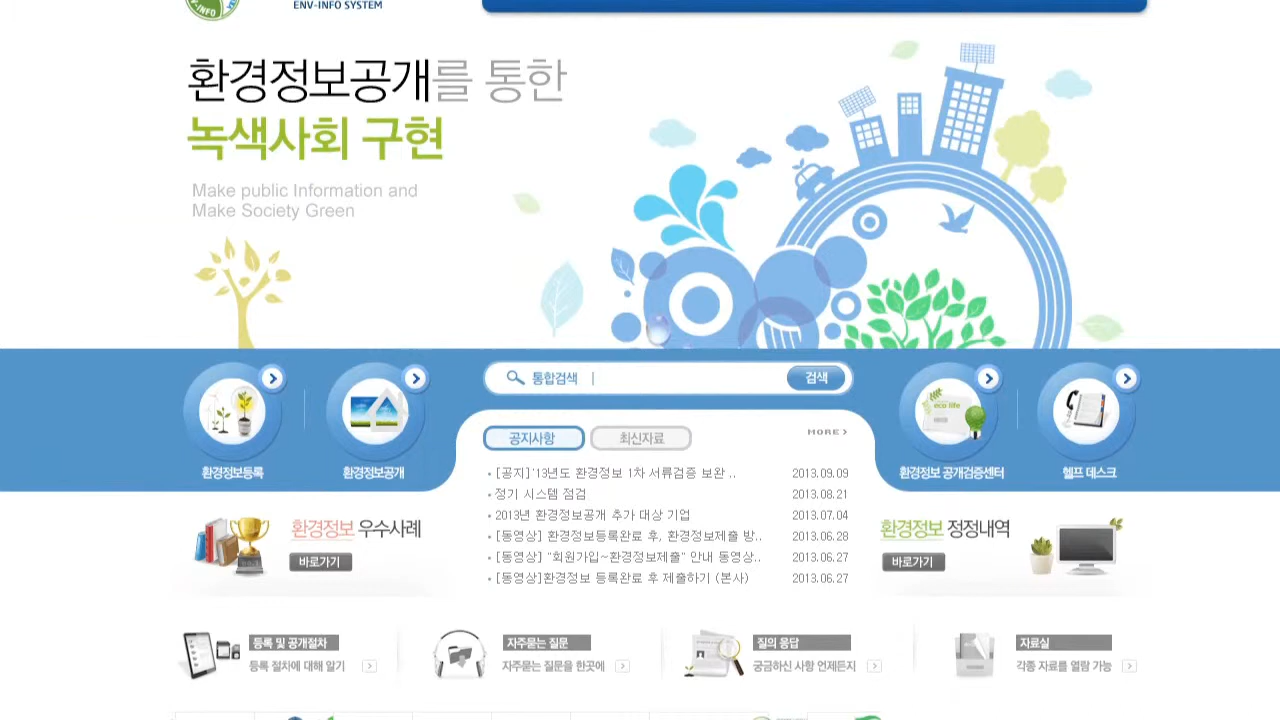 ENV-INFO SYSTEM
환경정보공개를 통한
녹색사회 구현
Make public Information and
Make Society Green
통합검색
검색
환경정보등록
환경정보공개
eco life
환경정보 공개검증센터
헬프 데스크
공지사항
최신자료
MORE
[공지]'13년도 환경정보 1차 서류검증 보완 .. 2013.09.09
정기 시스템 점검 2013.08.21
2013년 환경정보공개 추가 대상 기업 2013.07.04
[동영상] 환경정보등록완료 후, 환경정보제출 방.. 2013.06.28
[동영상] "회원가입~환경정보제출" 안내 동영상.. 2013.06.27
[동영상]환경정보 등록완료 후 제출하기 (본사) 2013.06.27
환경정보 우수사례
바로가기
환경정보 정정내역
바로가기
등록 및 공개절차
등록 절차에 대해 알기
자주묻는 질문
자주묻는 질문을 한곳에
질의 응답
궁금하신 사항 언제든지
자료실
각종 자료를 열람 가능